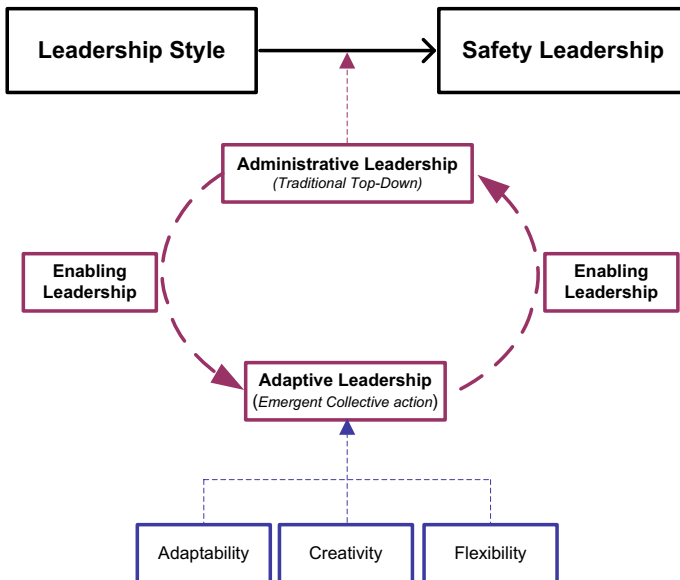 Leadership Style
Safety Leadership
Administrative Leadership
(Traditional Top-Down)
Enabling
Leadership
Enabling
Leadership
Adaptive Leadership
(Emergent Collective action)
Adaptability
Creativity
Flexibility